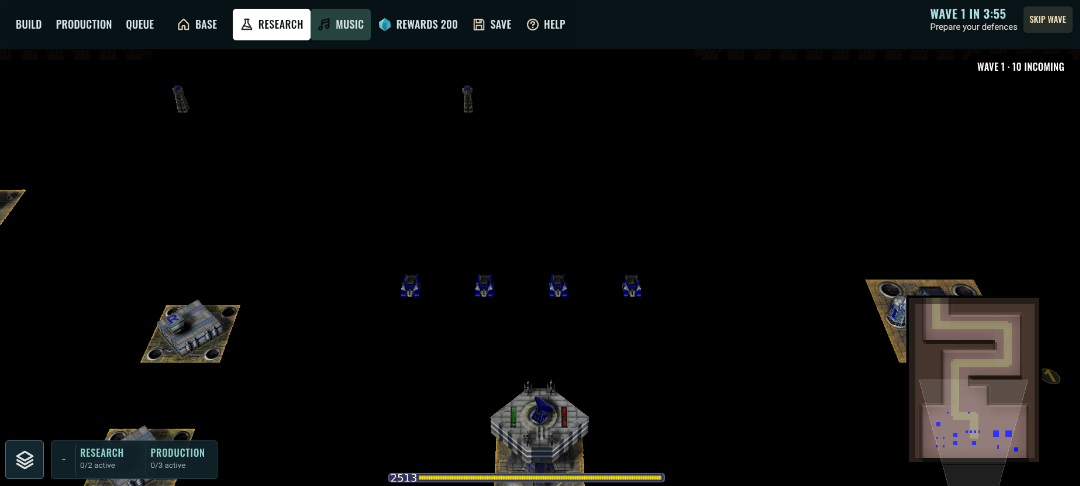 BUILD PRODUCTION QUEUE BASE RESEARCH MUSIC REWARDS 200 SAVE HELP
WAVE 1 IN 3:55
Prepare your defences
SKIP WAVE
WAVE 1 · 10 INCOMING
R
-
RESEARCH
0/2 active
PRODUCTION
0/3 active
2513